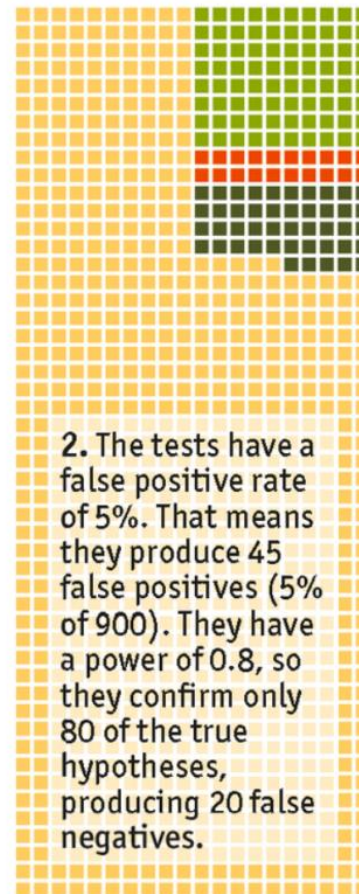 2. The tests have a
false positive rate
of 5%. That means
they produce 45
false positives (5%
of 900). They have
a power of 0.8, so
they confirm only
80 of the true
hypotheses,
producing 20 false
negatives.